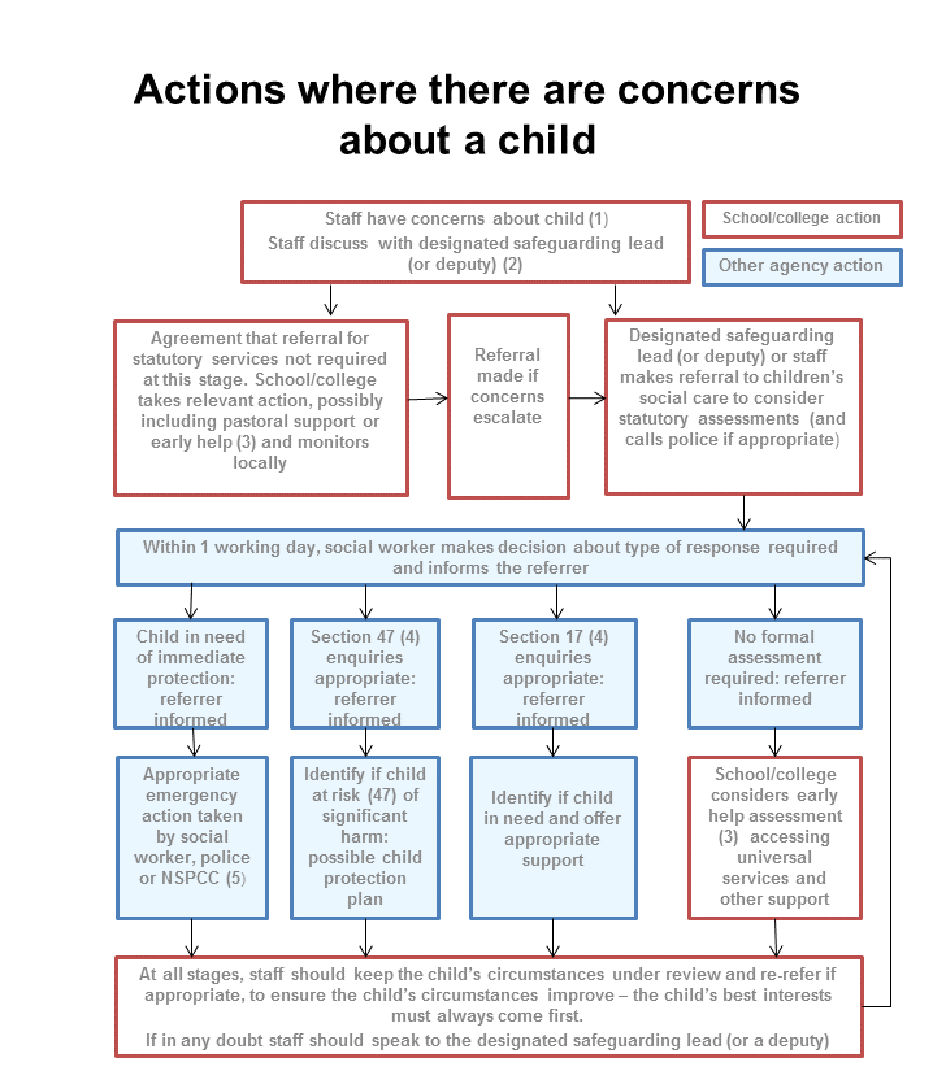 Actions where there are concerns
about a child
Staff have concerns about child (1)
Staff discuss with designated safeguarding lead
(or deputy) (2)
School/college action
Other agency action
Agreement that referral for
statutory services not required
at this stage. School/college
takes relevant action, possibly
including pastoral support or
early help (3) and monitors
locally
Referral
made if
concerns
escalate
Designated safeguarding
lead (or deputy) or staff
makes referral to children's
social care to consider
statutory assessments (and
calls police if appropriate)
Within 1 working day, social worker makes decision about type of response required
and informs the referrer
Child in need
of immediate
protection:
referrer
informed
Section 47 (4)
enquiries
appropriate:
referrer
informed
Section 17 (4)
enquiries
appropriate:
referrer
informed
No formal
assessment
required: referrer
informed
Appropriate
emergency
action taken
by social
worker, police
or NSPCC (5)
Identify if child
at risk (47) of
significant
harm:
possible child
protection
plan
Identify if child
in need and offer
appropriate
support
School/college
considers early
help assessment
(3) accessing
universal
services and
other support
At all stages, staff should keep the child's circumstances under review and re-refer if
appropriate, to ensure the child's circumstances improve – the child's best interests
must always come first.
If in any doubt staff should speak to the designated safeguarding lead (or a deputy)